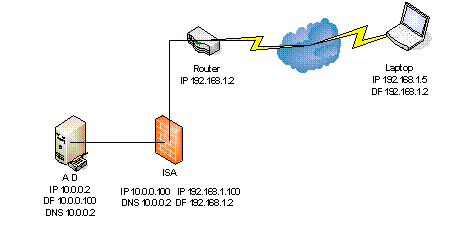 Router
IP 192.168.1.2
Laptop
IP 192.168.1.5
DF 192.168.1.2
A D
IP 10.0.0.2
DF 10.0.0.100
DNS 10.0.0.2
ISA
IP 10.0.0.100 IP 192.168.1.100
DNS 10.0.0.2 DF 192.168.1.2